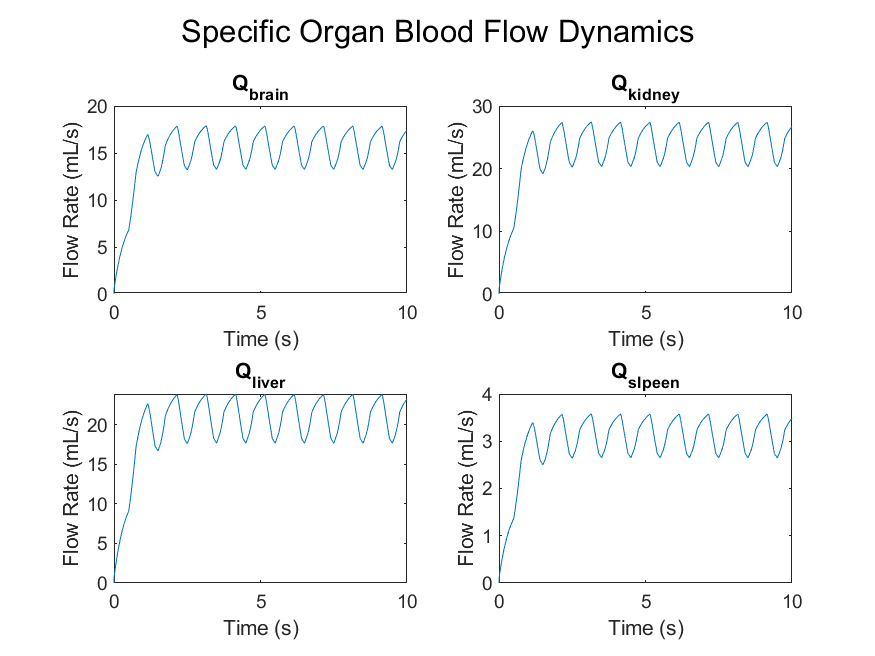 Specific Organ Blood Flow Dynamics
Q_brain
20
15
10
5
0
Flow Rate (mL/s)
0 5 10
Time (s)
Q_kidney
30
20
10
0
Flow Rate (mL/s)
0 5 10
Time (s)
Q_liver
20
15
10
5
0
Flow Rate (mL/s)
0 5 10
Time (s)
Q_slpeen
4
3
2
1
0
Flow Rate (mL/s)
0 5 10
Time (s)